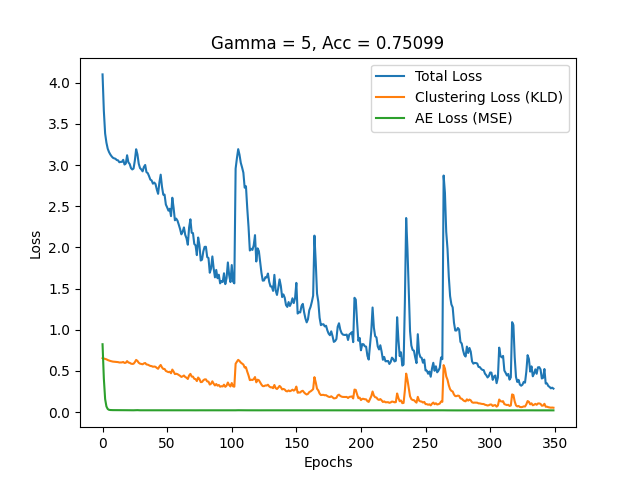 Gamma = 5, Acc = 0.75099
Total Loss
Clustering Loss (KLD)
AE Loss (MSE)
4.0
3.5
3.0
2.5
2.0
1.5
1.0
0.5
0.0
Loss
0 50 100 150 200 250 300 350
Epochs